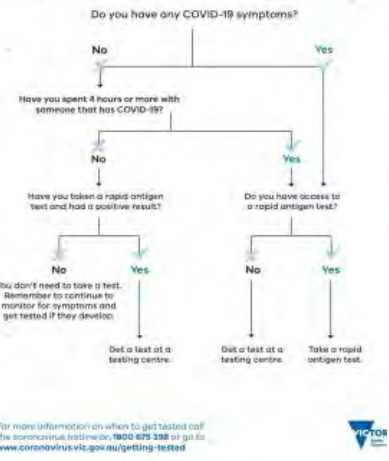 Do you have any COVID-19 symptoms?
No
Yes
Have you spent 4 hours or more with
someone that has COVID-19?
No
Yes
Have you taken a rapid antigen
test and had a positive result?
Do you have access to
a rapid antigen test?
No
Yes
No
Yes
You don't need to take a test.
Remember to continue to
monitor for symptoms and
get tested if they develop.
Get a test at a
testing centre.
Get a test at a
testing centre.
Take a rapid
antigen test.
For more information on when to get tested call
the coronavirus hotline on 1800 675 398 or go to
www.coronavirus.vic.gov.au/getting-tested
VICTOR